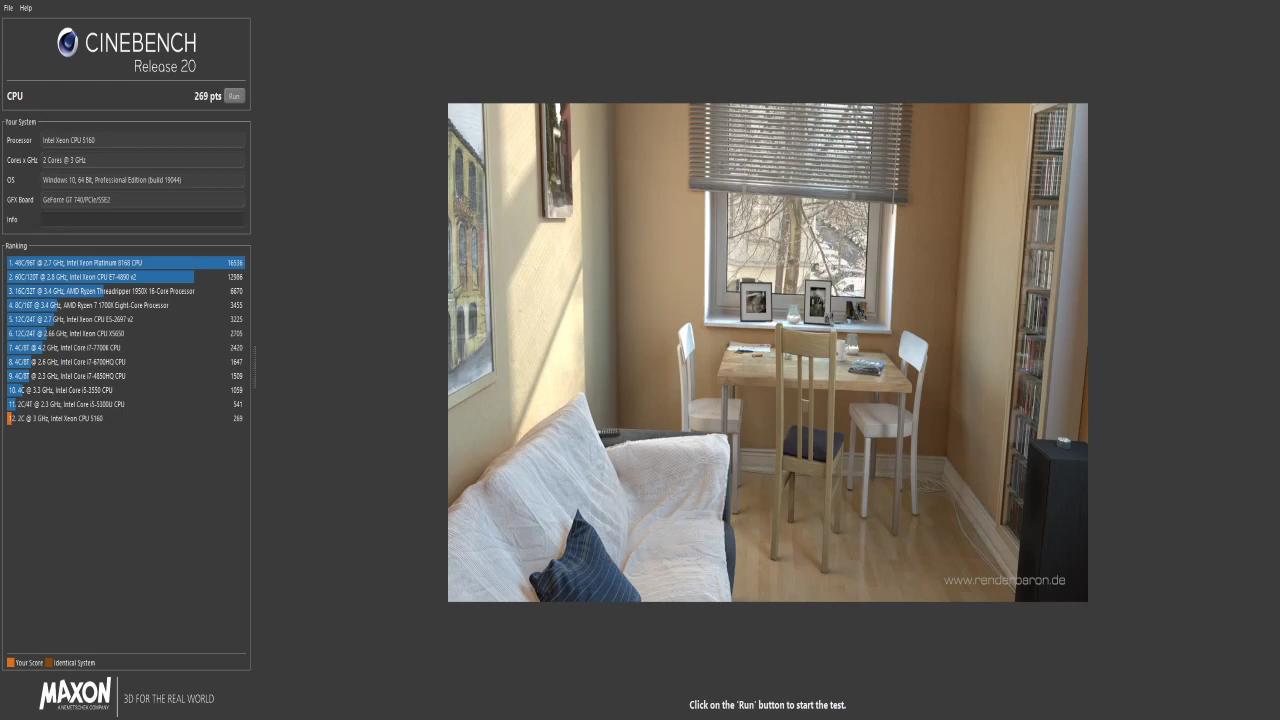 File Help
CINEBENCH
Release 20
CPU 269 pts Run
Your System
Processor Intel Xeon CPU 5160
Cores x GHz 2 Cores @ 3 GHz
OS Windows 10, 64 Bit, Professional Edition (build 19044)
GFX Board GeForce GT 740/PCIe/SSE2
Info
Ranking
1. 48C/96T @ 2.7 GHz, Intel Xeon Platinum 8168 CPU 16536
2. 60C/120T @ 2.8 GHz, Intel Xeon CPU E7-4890 v2 12986
3. 16C/32T @ 3.4 GHz, AMD Ryzen Threadripper 1950X 16-Core Processor 6670
4. 8C/16T @ 3.4 GHz, AMD Ryzen 7 1700X Eight-Core Processor 3455
5. 12C/24T @ 2.7 GHz, Intel Xeon CPU E5-2697 v2 3225
6. 12C/24T @ 2.66 GHz, Intel Xeon CPU X5650 2705
7. 4C/8T @ 4.2 GHz, Intel Core i7-7700K CPU 2420
8. 4C/8T @ 2.6 GHz, Intel Core i7-6700HQ CPU 1647
9. 4C/8T @ 2.3 GHz, Intel Core i7-4850HQ CPU 1509
10. 4C @ 3.3 GHz, Intel Core i5-3550 CPU 1059
11. 2C/4T @ 2.3 GHz, Intel Core i5-5300U CPU 541
12. 2C @ 3 GHz, Intel Xeon CPU 5160 269
Your Score Identical System
MAXON
A NEMETSCHEK COMPANY
3D FOR THE REAL WORLD
www.renderbaron.de
Click on the 'Run' button to start the test.